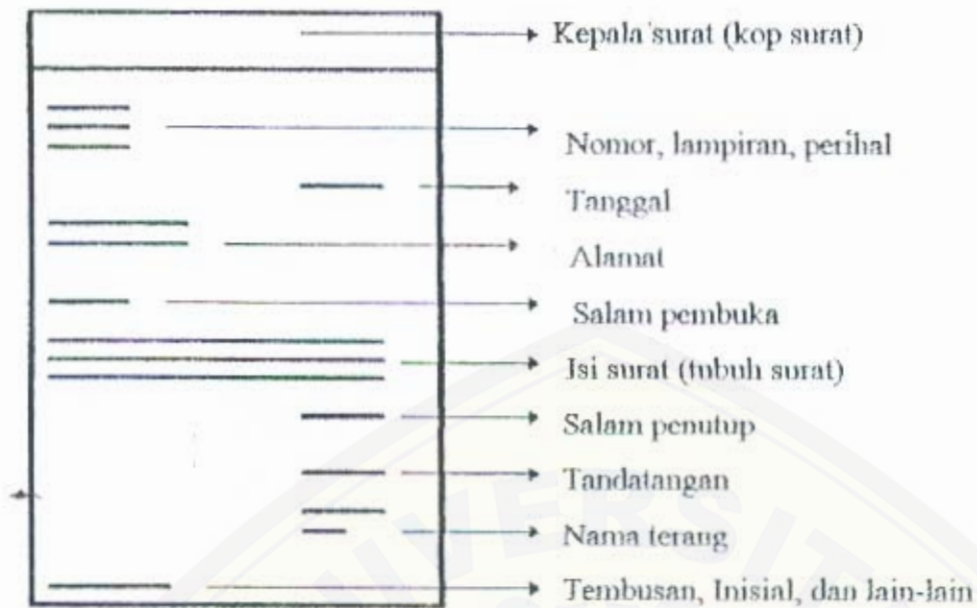 Kepala surat (kop surat)
Nomor, lampiran, perihal
Tanggal
Alamat
Salam pembuka
Isi surat (tubuh surat)
Salam penutup
Tandatangan
Nama terang
Tembusan, Inisial, dan lain-lain
UNIVERSIT